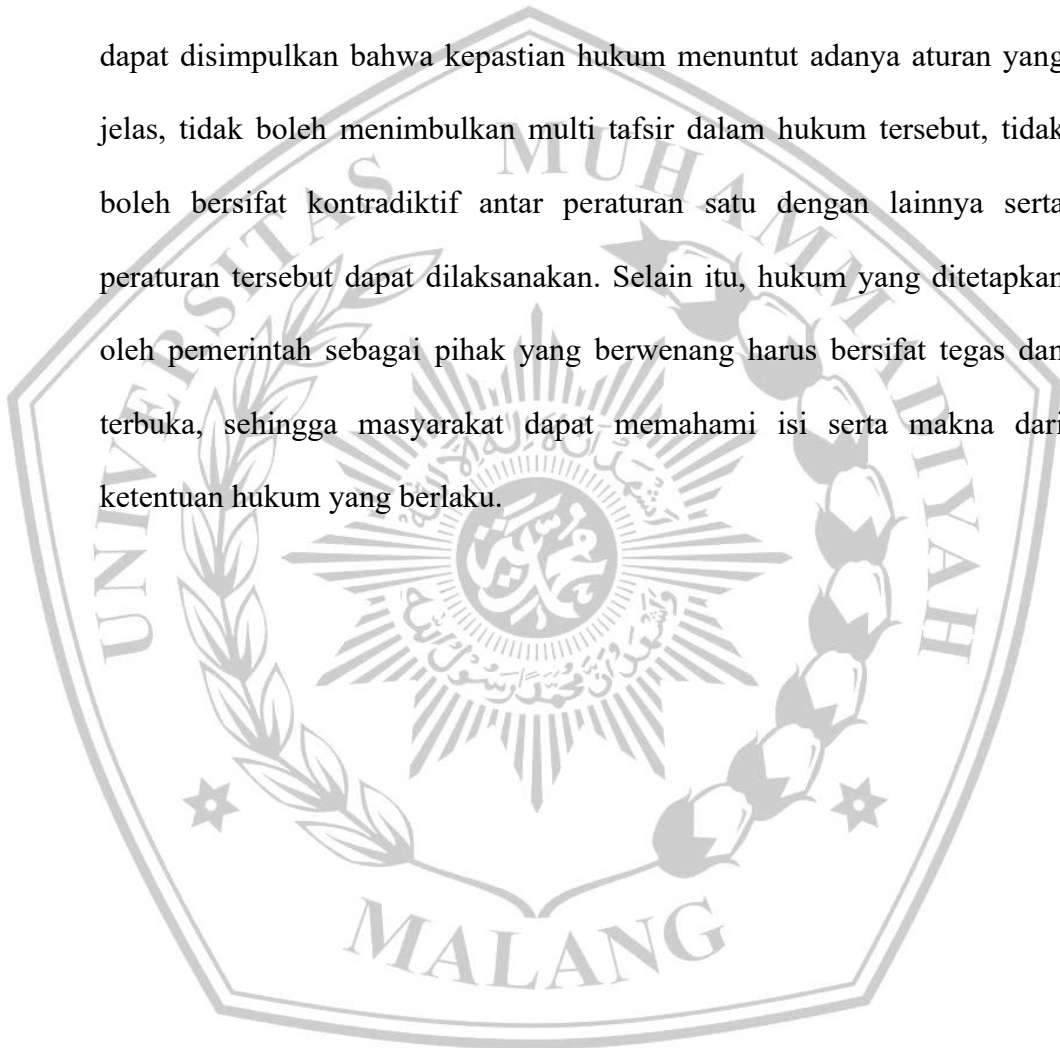 dapat disimpulkan bahwa kepastian hukum menuntut adanya aturan yang
jelas, tidak boleh menimbulkan multi tafsir dalam hukum tersebut, tidak
boleh bersifat kontradiktif antar peraturan satu dengan lainnya serta
peraturan tersebut dapat dilaksanakan. Selain itu, hukum yang ditetapkan
oleh pemerintah sebagai pihak yang berwenang harus bersifat tegas dan
terbuka, sehingga masyarakat dapat memahami isi serta makna dari
ketentuan hukum yang berlaku.
UNIVERSITAS MUHAMMADIYAH
MALANG